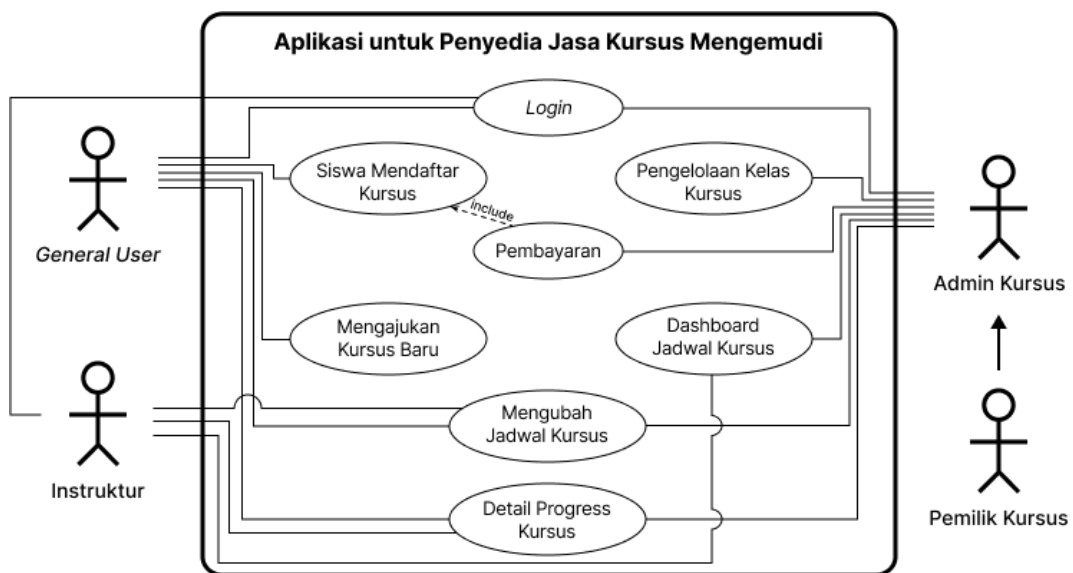 Aplikasi untuk Penyedia Jasa Kursus Mengemudi
Login
Siswa Mendaftar
Kursus
Pengelolaan Kelas
Kursus
include
Pembayaran
General User
Admin Kursus
Mengajukan
Kursus Baru
Dashboard
Jadwal Kursus
Mengubah
Jadwal Kursus
Instruktur
Detail Progress
Kursus
Pemilik Kursus